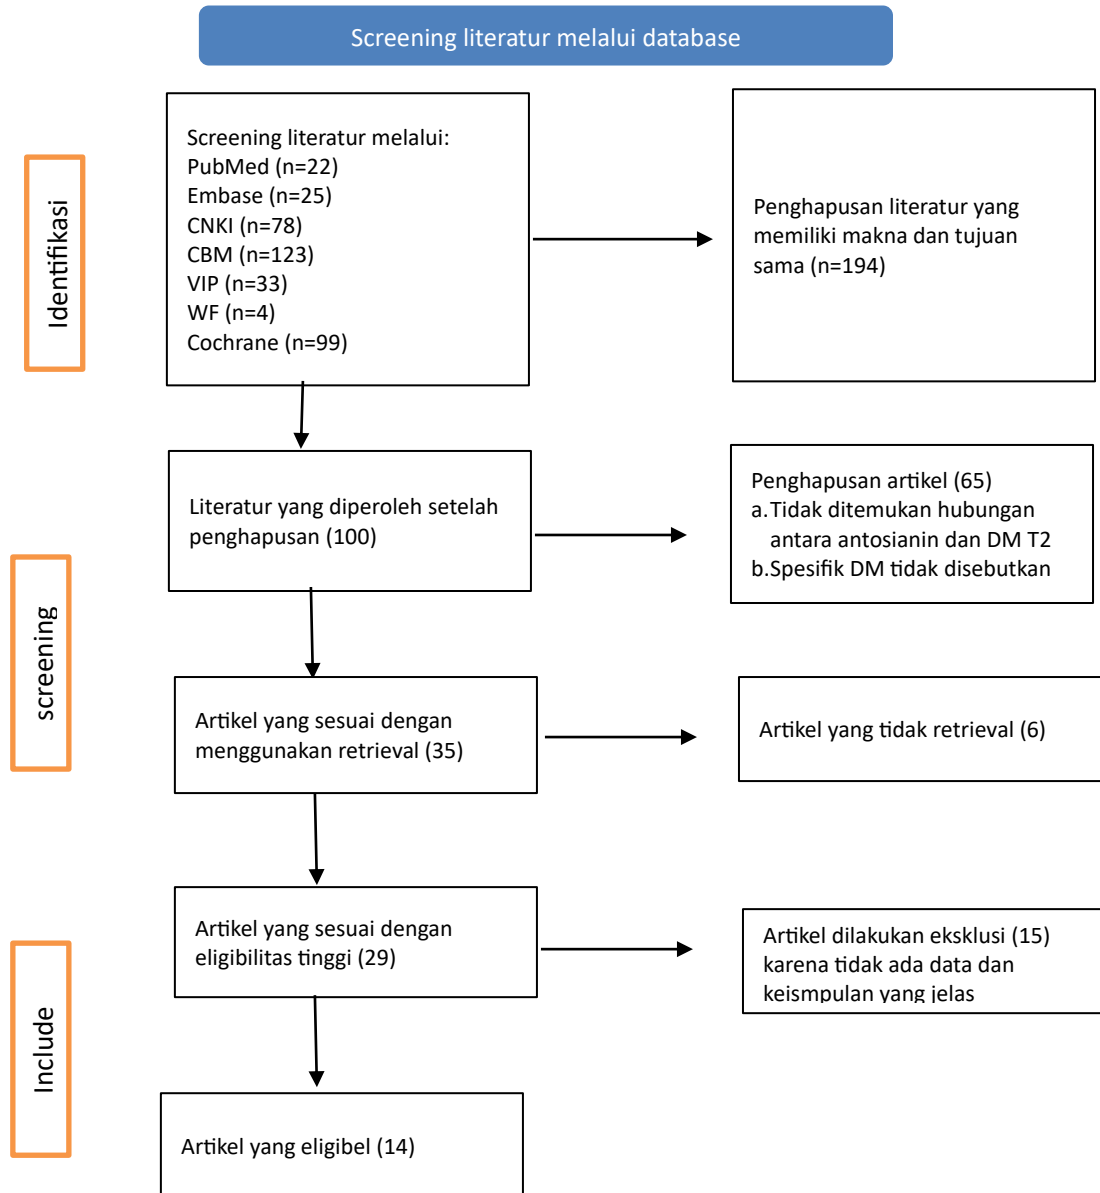 Screening literatur melalui database
Identifikasi
Screening literatur melalui:
PubMed (n=22)
Embase (n=25)
CNKI (n=78)
CBM (n=123)
VIP (n=33)
WF (n=4)
Cochrane (n=99)
Penghapusan literatur yang
memiliki makna dan tujuan
sama (n=194)
screening
Literatur yang diperoleh setelah
penghapusan (100)
Penghapusan artikel (65)
a. Tidak ditemukan hubungan
antara antosianin dan DM T2
b. Spesifik DM tidak disebutkan
Artikel yang sesuai dengan
menggunakan retrieval (35)
Artikel yang tidak retrieval (6)
Include
Artikel yang sesuai dengan
eligibilitas tinggi (29)
Artikel dilakukan eksklusi (15)
karena tidak ada data dan
keismpulan yang jelas
Artikel yang eligibel (14)